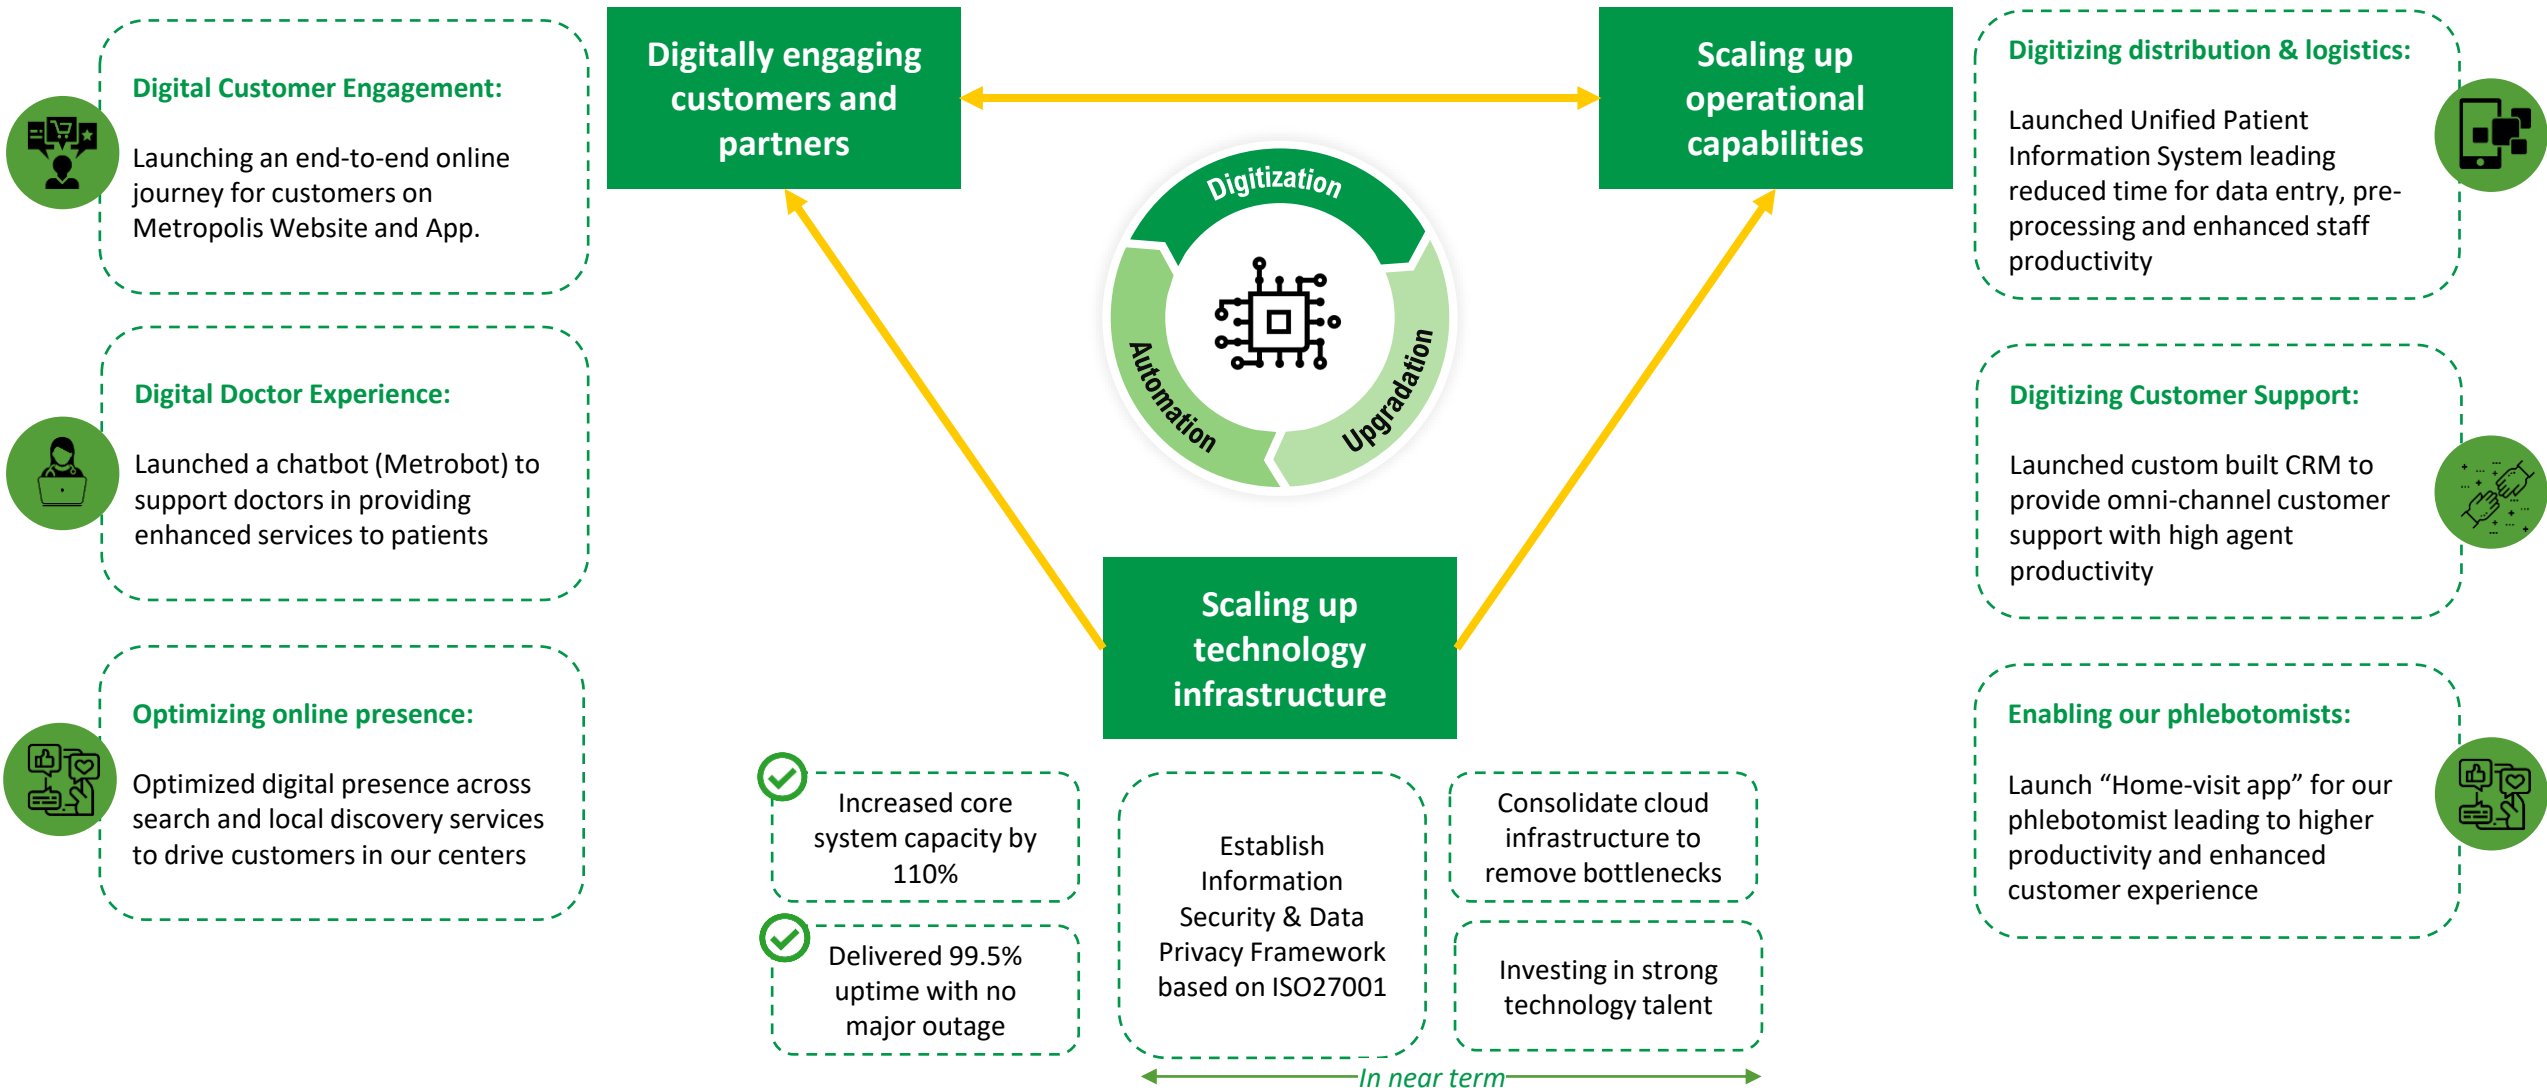 Digital Customer Engagement:
Launching an end-to-end online
journey for customers on
Metropolis Website and App.
Digital Doctor Experience:
Launched a chatbot (Metrobot) to
support doctors in providing
enhanced services to patients
Optimizing online presence:
Optimized digital presence across
search and local discovery services
to drive customers in our centers
Digitally engaging
customers and
partners
Scaling up
operational
capabilities
Digitization
Automation
Upgradation
Scaling up
technology
infrastructure
Increased core
system capacity by
110%
Delivered 99.5%
uptime with no
major outage
Establish
Information
Security & Data
Privacy Framework
based on ISO27001
Consolidate cloud
infrastructure to
remove bottlenecks
Investing in strong
technology talent
In near term
Digitizing distribution & logistics:
Launched Unified Patient
Information System leading
reduced time for data entry, pre-
processing and enhanced staff
productivity
Digitizing Customer Support:
Launched custom built CRM to
provide omni-channel customer
support with high agent
productivity
Enabling our phlebotomists:
Launch “Home-visit app” for our
phlebotomist leading to higher
productivity and enhanced
customer experience